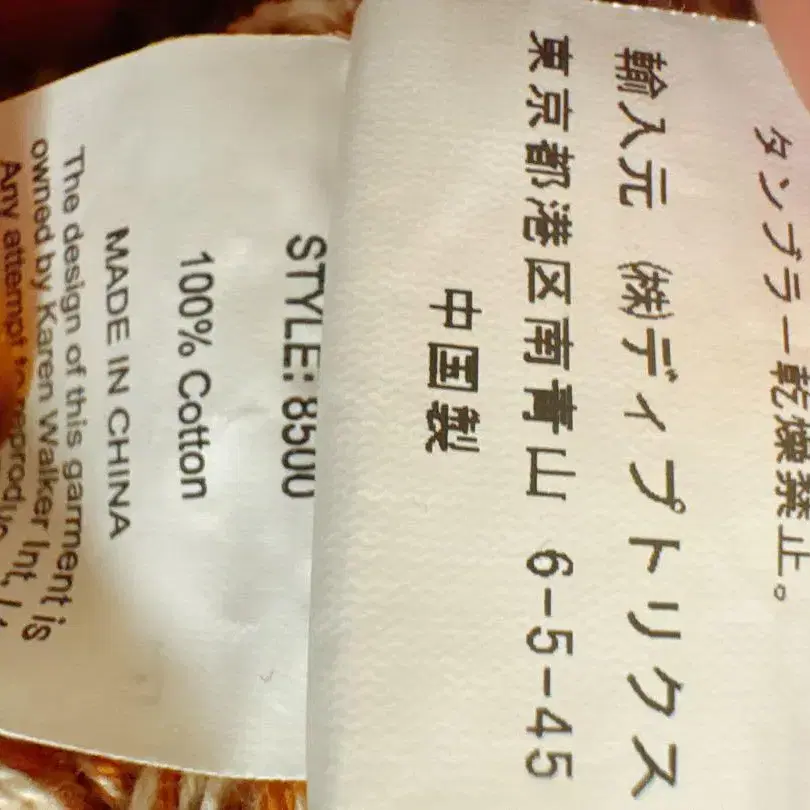 タンブラー乾燥禁止。
輸入元 ㈱ディプトリクス
東京都港区南青山 6-5-45
中国製
STYLE: 8500
100% Cotton
MADE IN CHINA
The design of this garment is
owned by Karen Walker Int.
Any attempt to